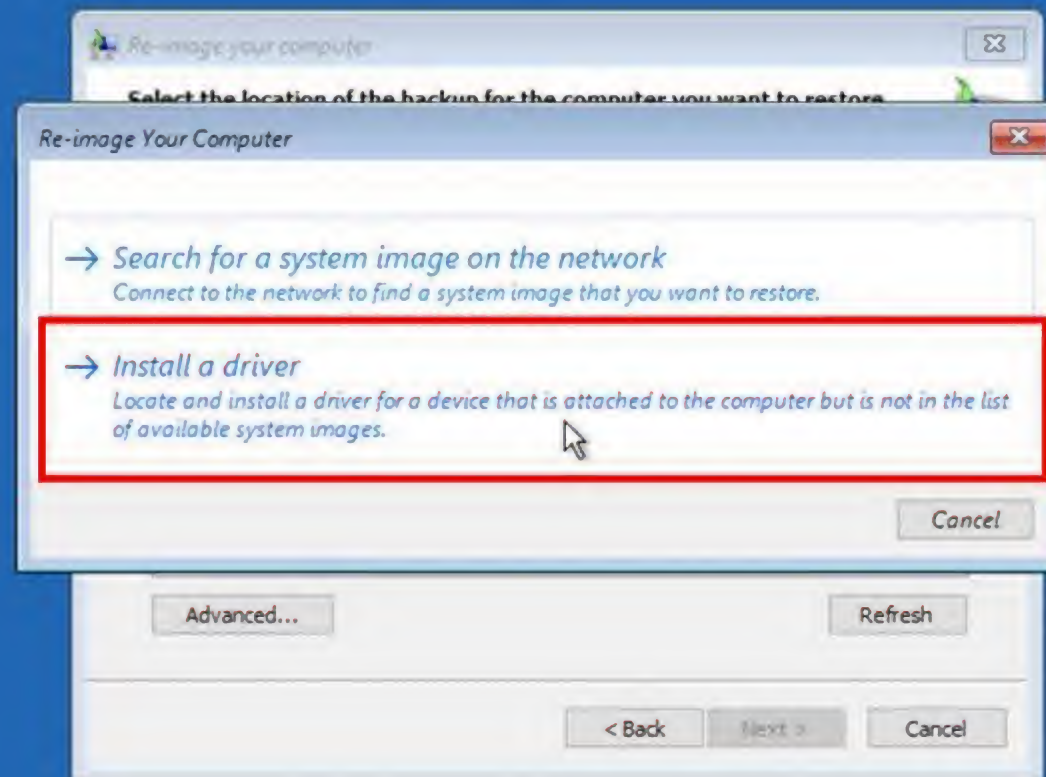 Re-image your computer
Select the location of the backup for the computer you want to restore
Re-image Your Computer
Search for a system image on the network
Connect to the network to find a system image that you want to restore.
Install a driver
Locate and install a driver for a device that is attached to the computer but is not in the list
of available system images.
Cancel
Advanced...
Refresh
< Back
Next >
Cancel